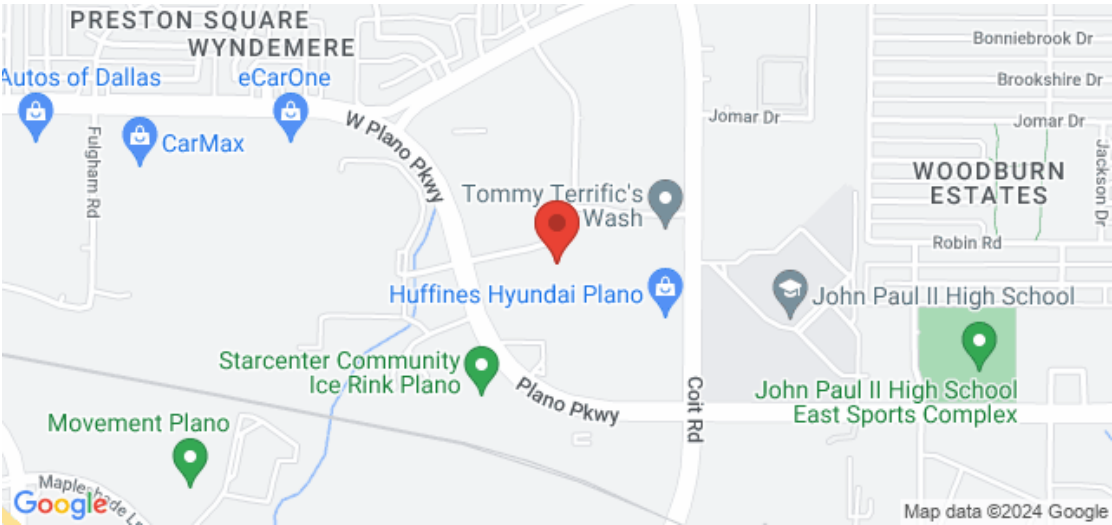 PRESTON SQUARE
WYNDEMERE
Bonniebrook Dr
Autos of Dallas
eCarOne
Brookshire Dr
Jomar Dr
Jomar Dr
W Plano Pkwy
CarMax
Fulgham Rd
Jackson Dr
WOODBURN
ESTATES
Tommy Terrific's
Wash
Robin Rd
Huffines Hyundai Plano
John Paul II High School
Starcenter Community
Ice Rink Plano
Plano Pkwy
Coit Rd
John Paul II High School
East Sports Complex
Movement Plano
Mapleshade Ln
Google
Map data ©2024 Google